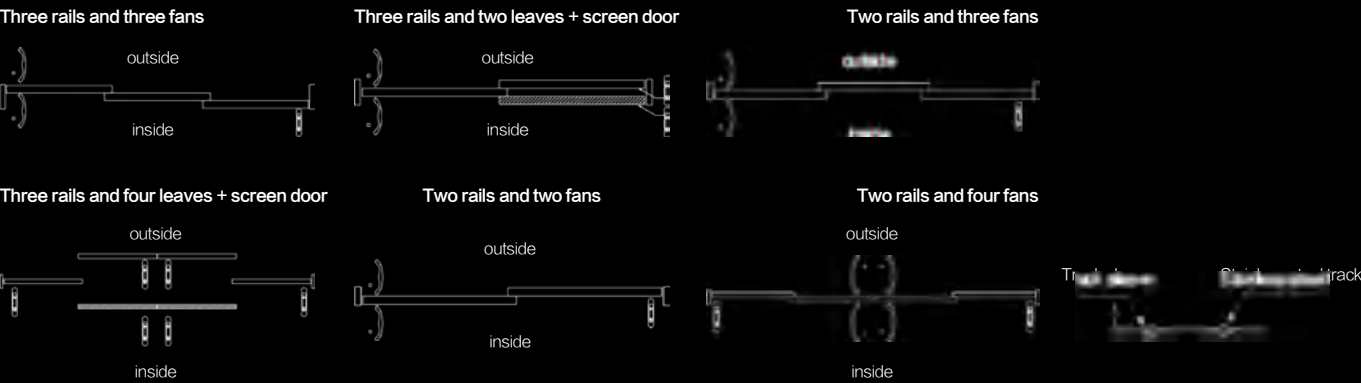 Three rails and three fans
Three rails and two leaves + screen door
Two rails and three fans
outside
outside
outside
inside
inside
Three rails and four leaves + screen door
Two rails and two fans
Two rails and four fans
outside
outside
outside
track
inside
inside
inside